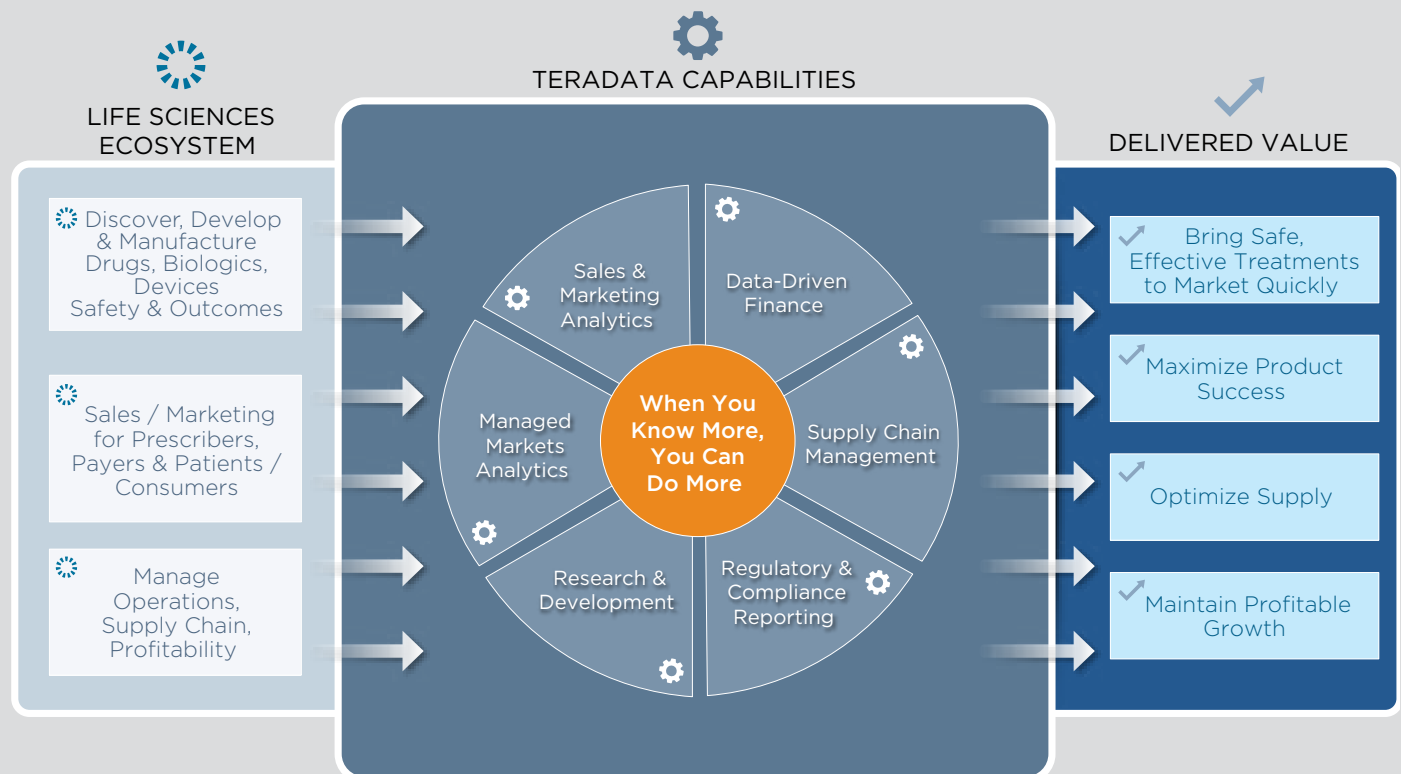 TERADATA CAPABILITIES
LIFE SCIENCES
ECOSYSTEM
DELIVERED VALUE
Discover, Develop
& Manufacture
Drugs, Biologics,
Devices
Safety & Outcomes
Sales / Marketing
for Prescribers,
Payers & Patients /
Consumers
Manage
Operations,
Supply Chain,
Profitability
Sales &
Marketing
Analytics
Data-Driven
Finance
Managed
Markets
Analytics
When You
Know More,
You Can
Do More
Supply Chain
Management
Research &
Development
Regulatory &
Compliance
Reporting
Bring Safe,
Effective Treatments
to Market Quickly
Maximize Product
Success
Optimize Supply
Maintain Profitable
Growth